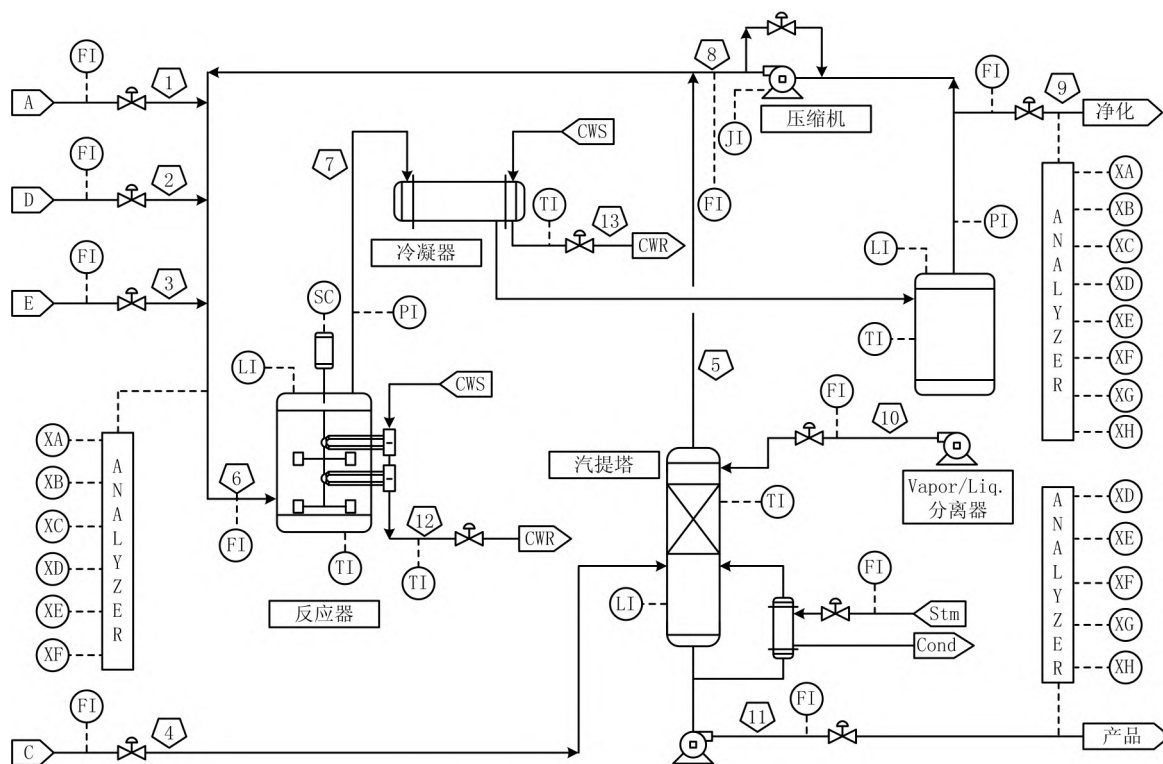 FI
1
A
FI
2
D
FI
3
E
7
CWS
冷凝器
TI
13
CWR
8
FI
JI
压缩机
FI
9
净化
PI
LI
TI
A N A L Y Z E R
XA
XB
XC
XD
XE
XF
XG
XH
SC
PI
LI
CWS
6
FI
TI
反应器
12
TI
CWR
A N A L Y Z E R
XA
XB
XC
XD
XE
XF
5
汽提塔
FI
10
Vapor/Liq.
分离器
TI
LI
FI
Stm
Cond
A N A L Y Z E R
XD
XE
XF
XG
XH
FI
4
C
11
FI
产品